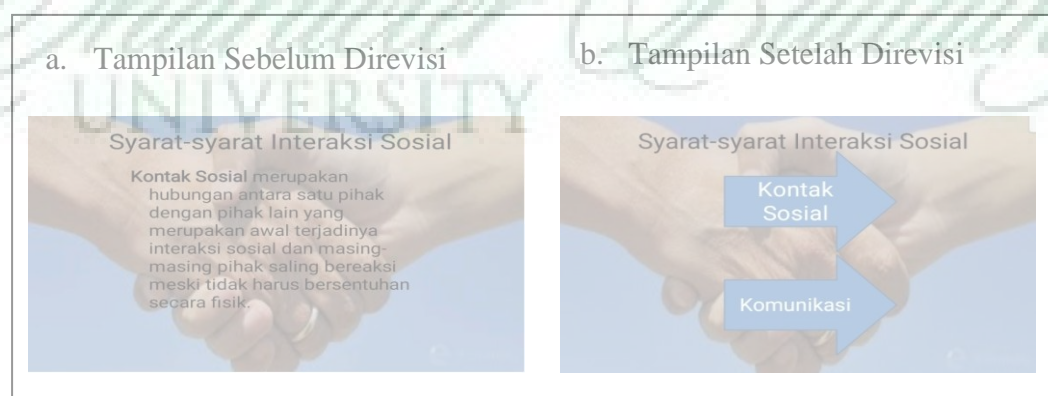 a. Tampilan Sebelum Direvisi
b. Tampilan Setelah Direvisi
UNIVERSITY
Syarat-syarat Interaksi Sosial
Kontak Sosial merupakan
hubungan antara satu pihak
dengan pihak lain yang
merupakan awal terjadinya
interaksi sosial dan masing-
masing pihak saling bereaksi
meski tidak harus bersentuhan
secara fisik.
Syarat-syarat Interaksi Sosial
Kontak
Sosial
Komunikasi